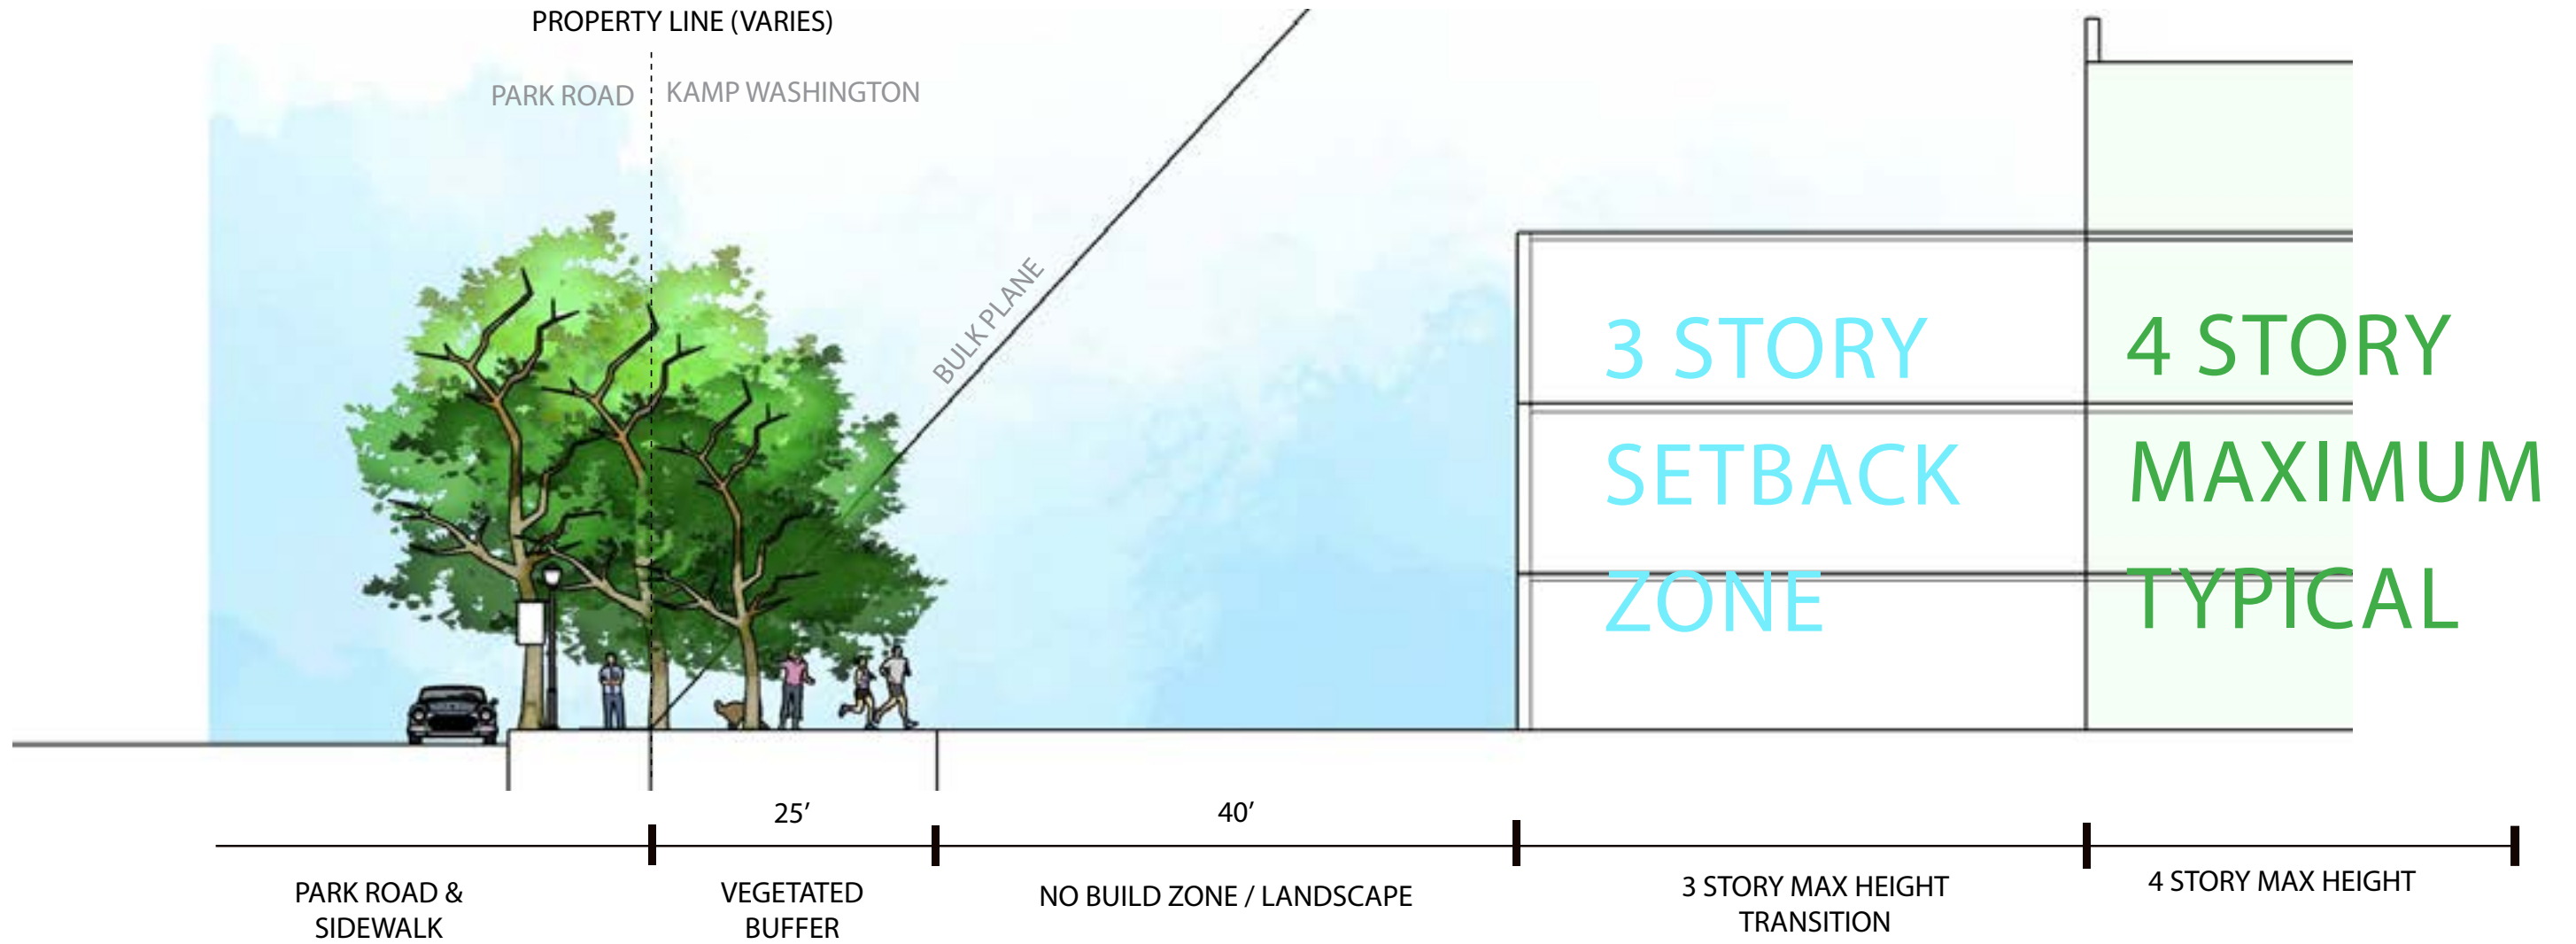 PROPERTY LINE (VARIES)
PARK ROAD
KAMP WASHINGTON
BULK PLANE
3 STORY
SETBACK
ZONE
4 STORY
MAXIMUM
TYPICAL
25’
40’
PARK ROAD &
SIDEWALK
VEGETATED
BUFFER
NO BUILD ZONE / LANDSCAPE
3 STORY MAX HEIGHT
TRANSITION
4 STORY MAX HEIGHT